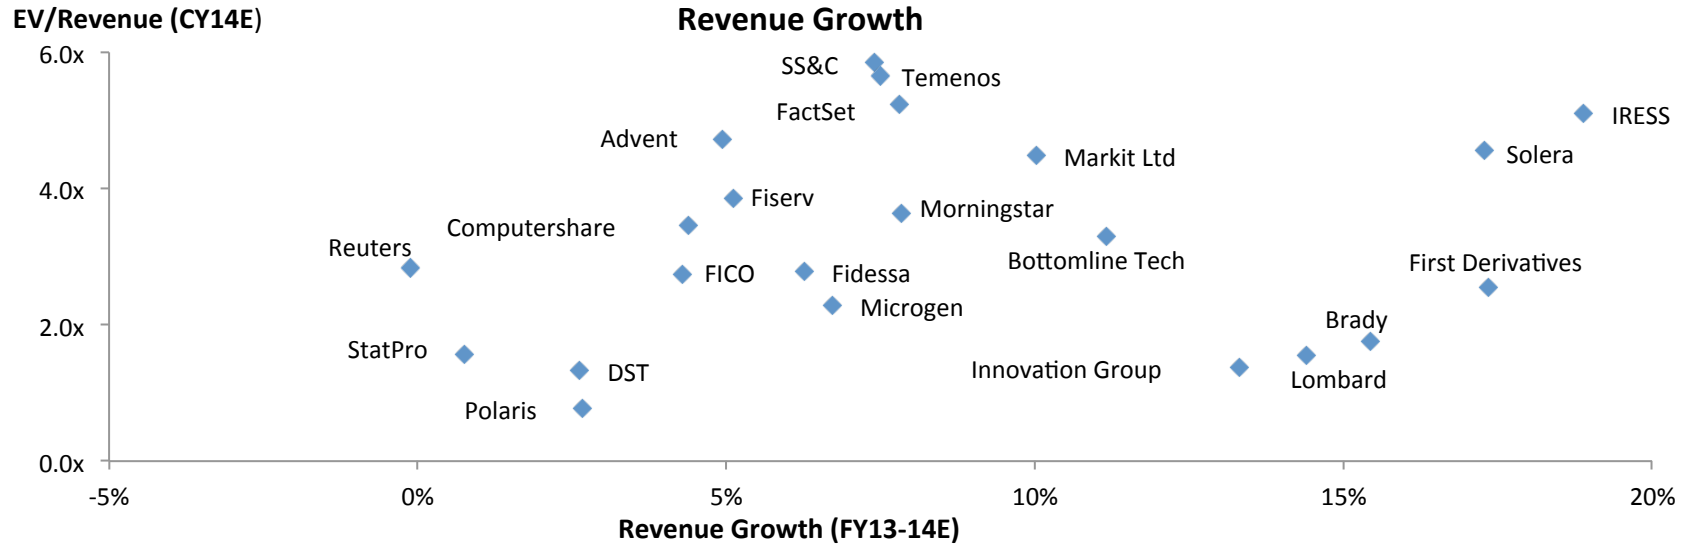 EV/Revenue (CY14E)
Revenue Growth
6.0x
SS&C
Temenos
FactSet
IRESS
Advent
Markit Ltd
Solera
4.0x
Fiserv
Morningstar
Computershare
Reuters
Bottomline Tech
First Derivatives
FICO
Fidessa
Microgen
2.0x
Brady
StatPro
DST
Innovation Group
Lombard
Polaris
0.0x
-5%
0%
5%
10%
15%
20%
Revenue Growth (FY13-14E)